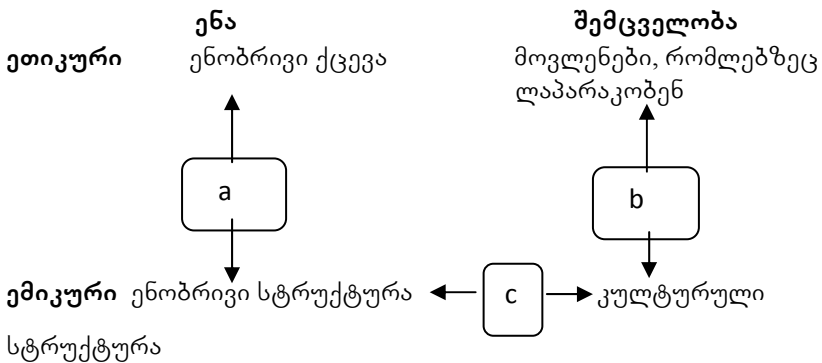 ენა შემცველობა
ეთიკური ენობრივი ქცევა მოვლენები, რომლებზეც
ლაპარაკობენ
a
b
ემიკური ენობრივი სტრუქტურა c კულტურული
სტრუქტურა